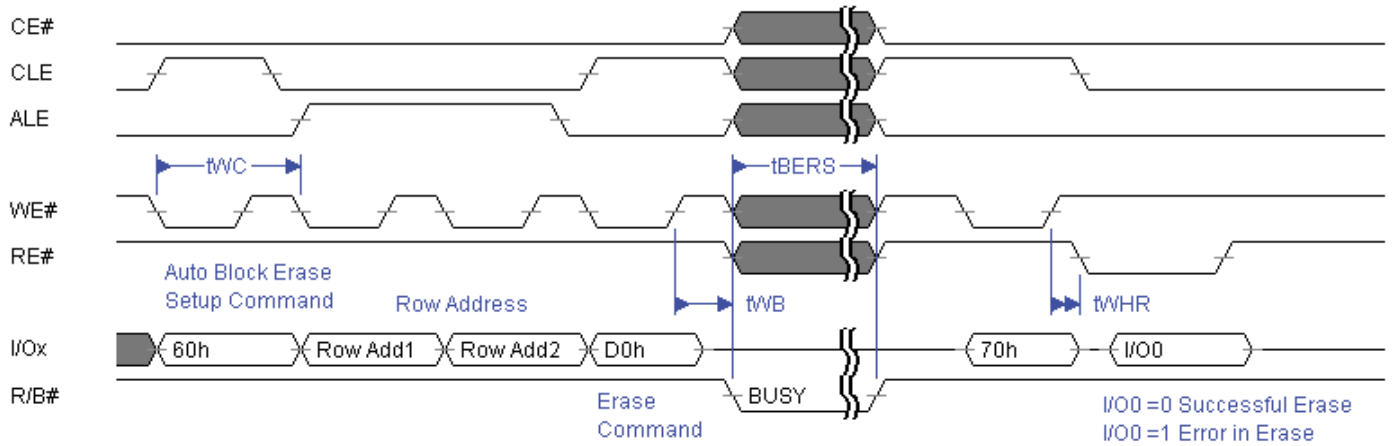 CE#
CLE
ALE
tWC
tBERS
WE#
RE#
Auto Block Erase
Setup Command
Row Address
tWB
tWHR
I/Ox
60h
Row Add1
Row Add2
D0h
70h
I/O0
R/B#
BUSY
Erase
Command
I/O0 =0 Successful Erase
I/O0 =1 Error in Erase